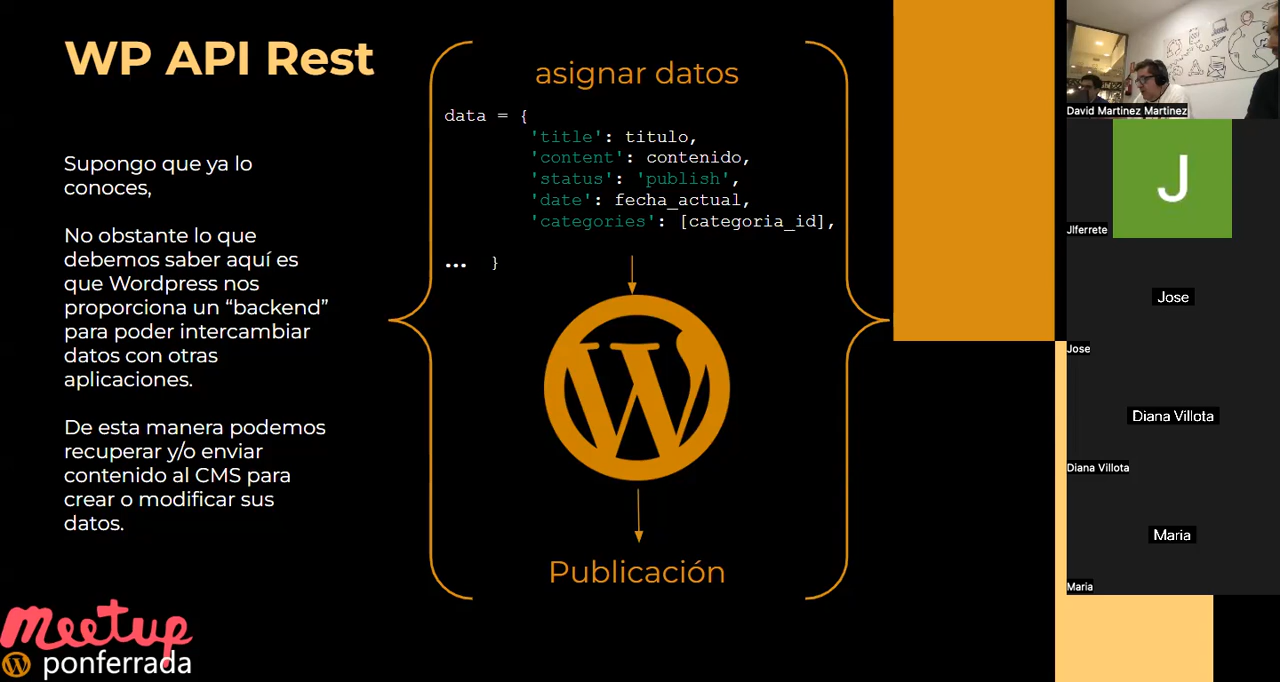 WP API Rest
Supongo que ya lo
conoces,
No obstante lo que
debemos saber aquí es
que Wordpress nos
proporciona un “backend”
para poder intercambiar
datos con otras
aplicaciones.
De esta manera podemos
recuperar y/o enviar
contenido al CMS para
crear o modificar sus
datos.
asignar datos
data = {
'title': titulo,
'content': contenido,
'status': 'publish',
'date': fecha_actual,
'categories': [categoria_id],
... }
Publicación
meetup
ponferrada
David Martinez Martinez
J
Jlferrete
Jose
Jose
Diana Villota
Diana Villota
Maria
Maria